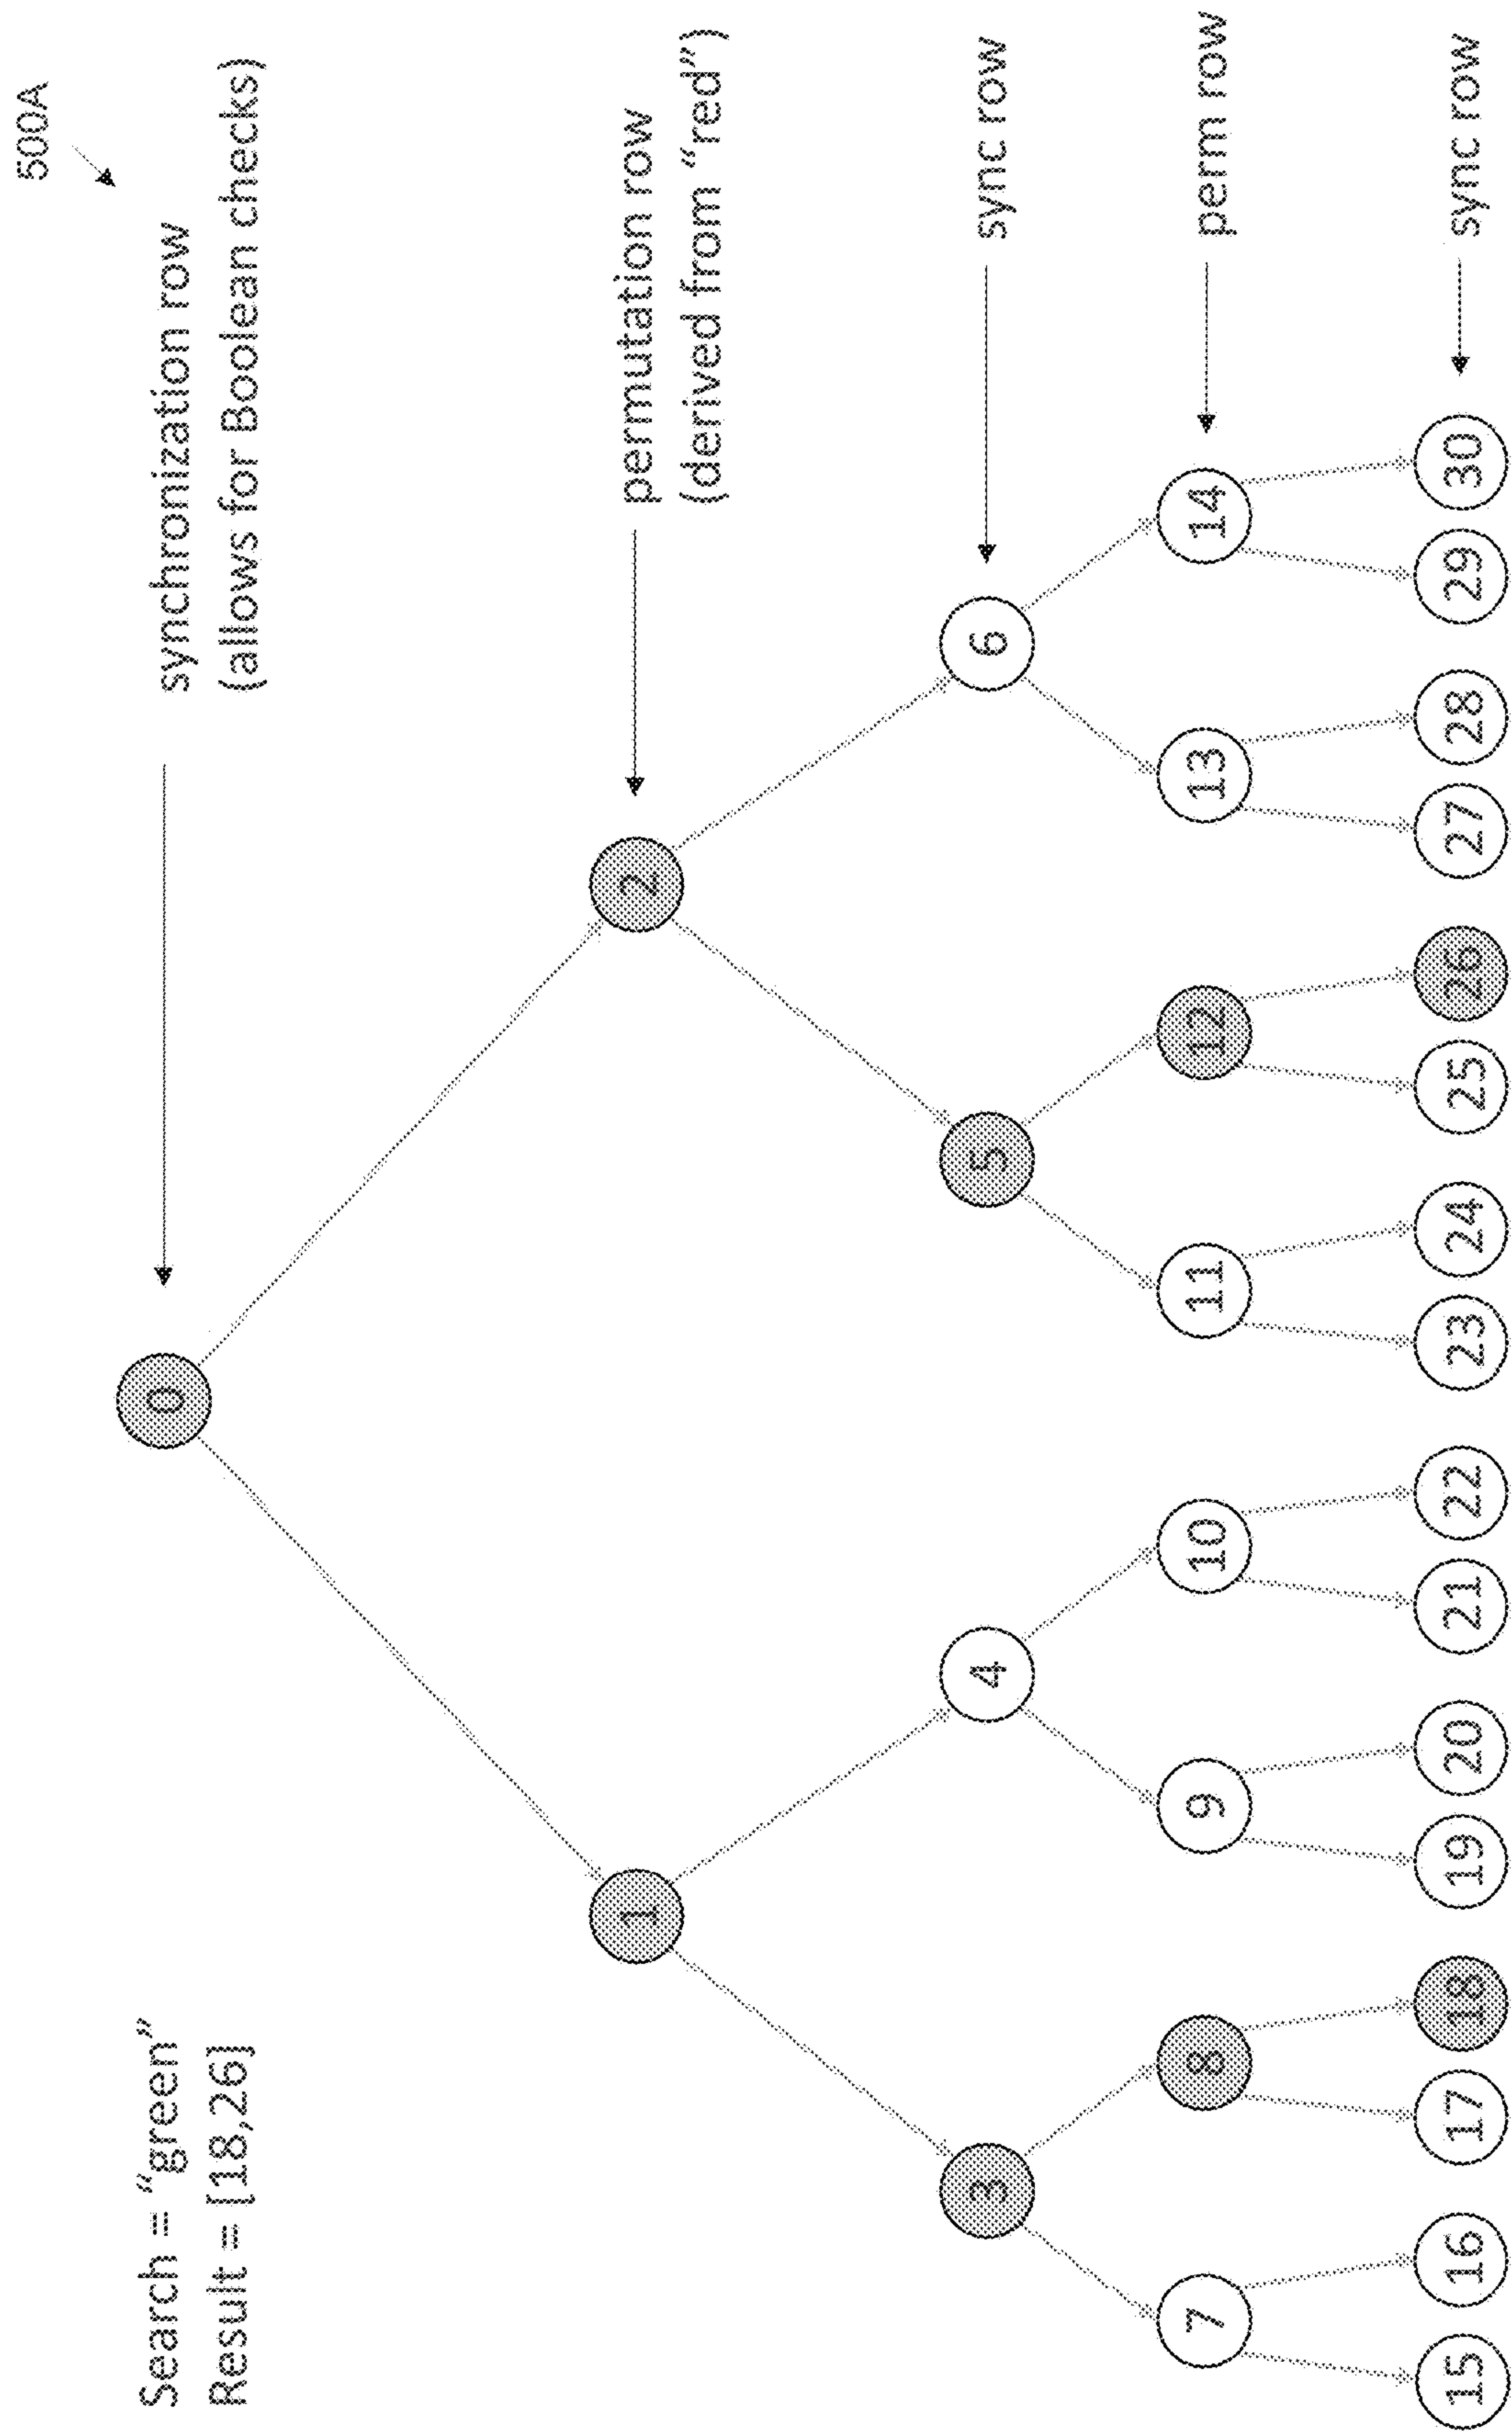 500A
Search = “green”
Result = [18,26]
synchronization row
(allows for Boolean checks)
0
permutation row
(derived from “red”)
1 2
sync row
3 4 5 6
perm row
7 8 9 10 11 12 13 14
sync row
15 16 17 18 19 20 21 22 23 24 25 26 27 28 29 30